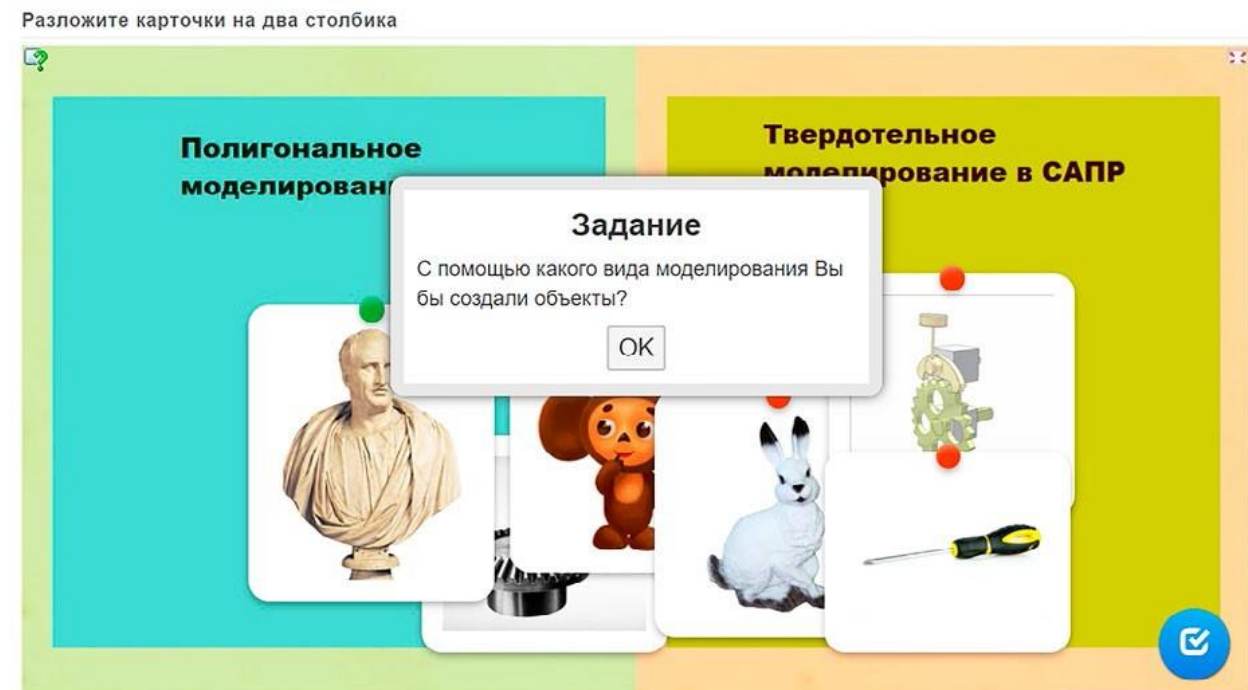 Разложите карточки на два столбика
Полигональное
моделирован
Твердотельное
моделирование в САПР
Задание
С помощью какого вида моделирования Вы
бы создали объекты?
OK